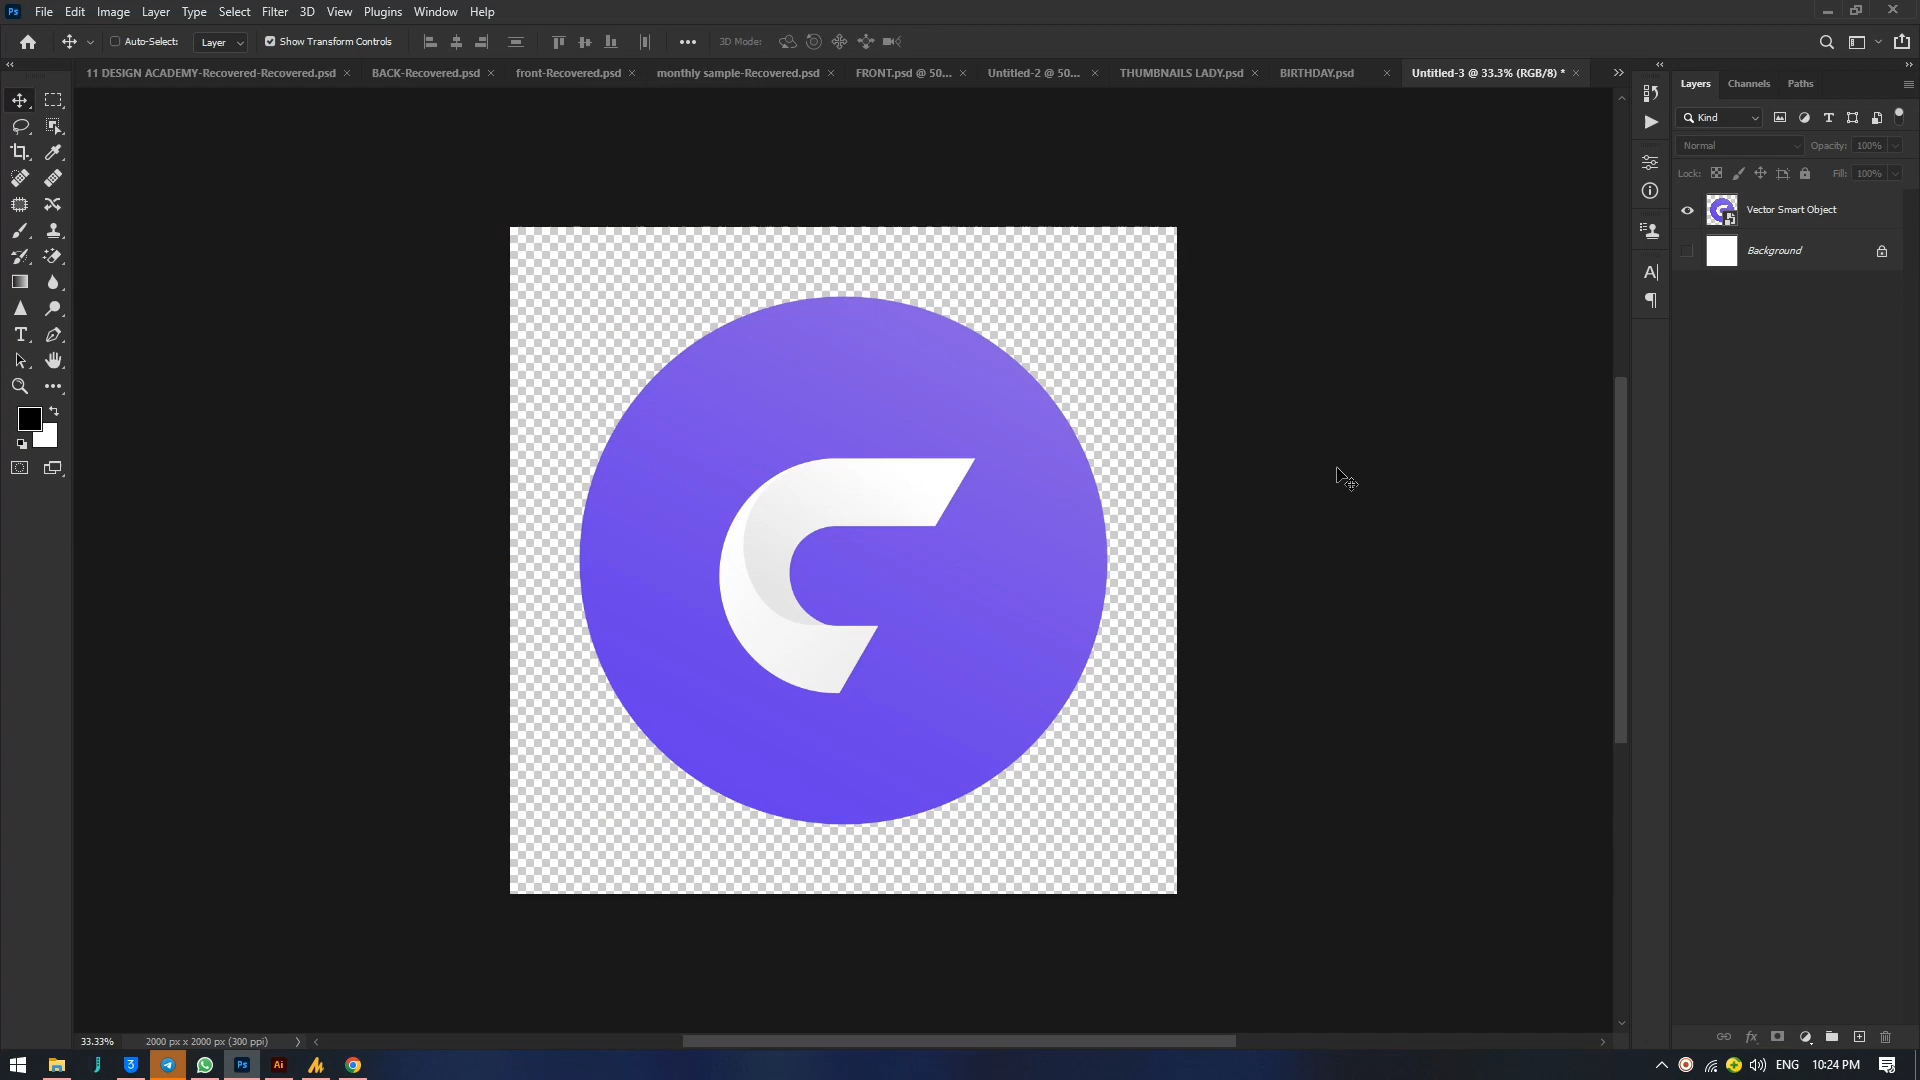 Ps File Edit Image Layer Type Select Filter 3D View Plugins Window Help
Auto-Select: Layer Show Transform Controls 3D Mode:
11 DESIGN ACADEMY-Recovered-Recovered.psd BACK-Recovered.psd front-Recovered.psd monthly sample-Recovered.psd FRONT.psd @ 50... Untitled-2 @ 50... THUMBNAILS LADY.psd BIRTHDAY.psd Untitled-3 @ 33.3% (RGB/8) *
Layers Channels Paths
Kind
Normal Opacity: 100%
Lock: Fill: 100%
Vector Smart Object
Background
33.33% 2000 px x 2000 px (300 ppi)
Ps Ai ENG 10:24 PM